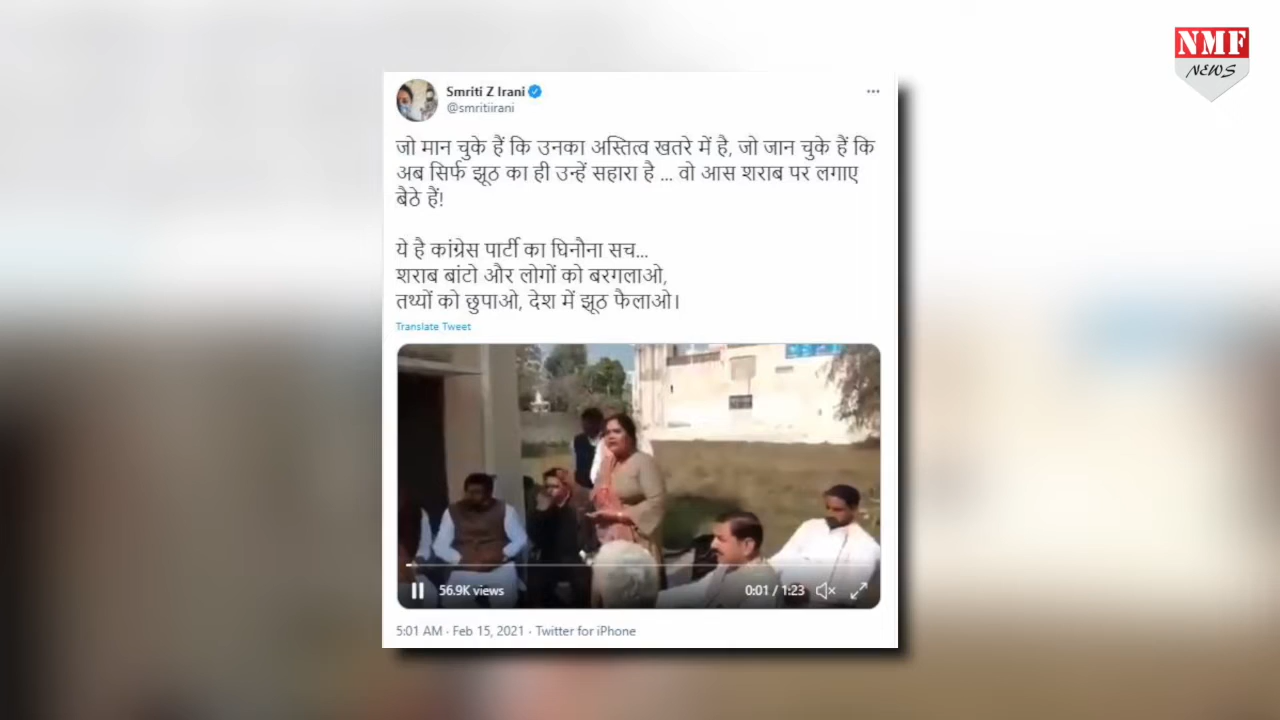 NMF
NEWS
Smriti Z Irani
@smritiirani
जो मान चुके हैं कि उनका अस्तित्व खतरे में है, जो जान चुके हैं कि
अब सिर्फ झूठ का ही उन्हें सहारा है ... वो आस शराब पर लगाए
बैठे हैं!
ये है कांग्रेस पार्टी का घिनौना सच...
शराब बांटो और लोगों को बरगलाओ,
तथ्यों को छुपाओ, देश में झूठ फैलाओ।
Translate Tweet
56.9K views
0:01 / 1:23
5:01 AM · Feb 15, 2021 · Twitter for iPhone